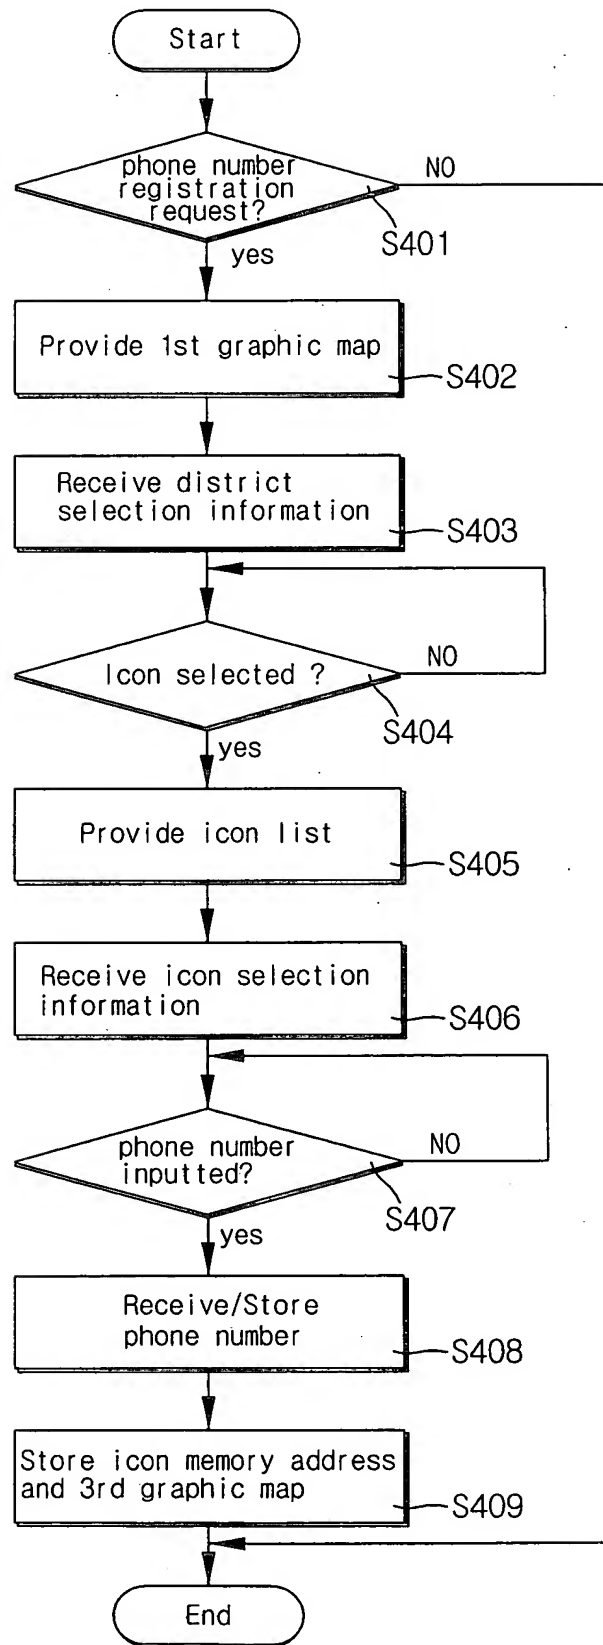 Start
phone number
registration
request?
NO
S401
yes
Provide 1st graphic map
S402
Receive district
selection information
S403
Icon selected ?
NO
S404
yes
Provide icon list
S405
Receive icon selection
information
S406
phone number
inputted?
NO
S407
yes
Receive/Store
phone number
S408
Store icon memory address
and 3rd graphic map
S409
End